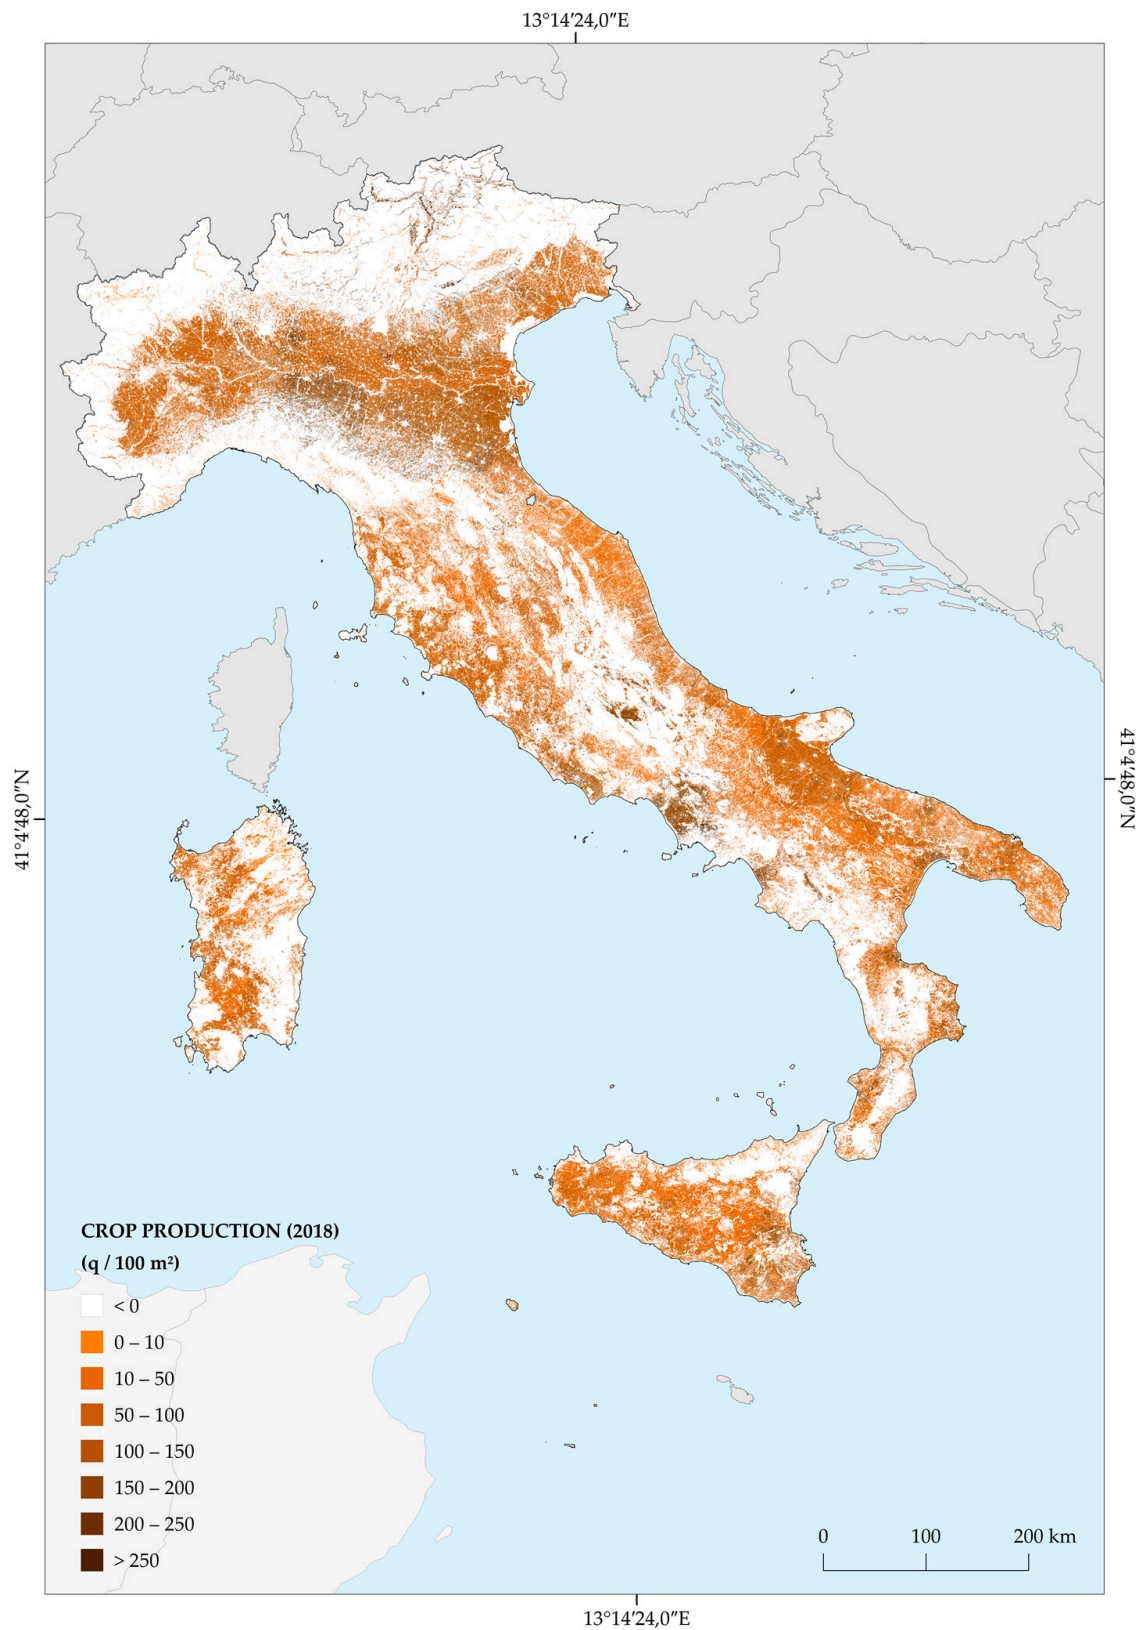 13°14′24,0″E
41°4′48,0″N
41°4′48,0″N
CROP PRODUCTION (2018)
(q / 100 m²)
< 0
0 – 10
10 – 50
50 – 100
100 – 150
150 – 200
200 – 250
> 250
0 100 200 km
13°14′24,0″E